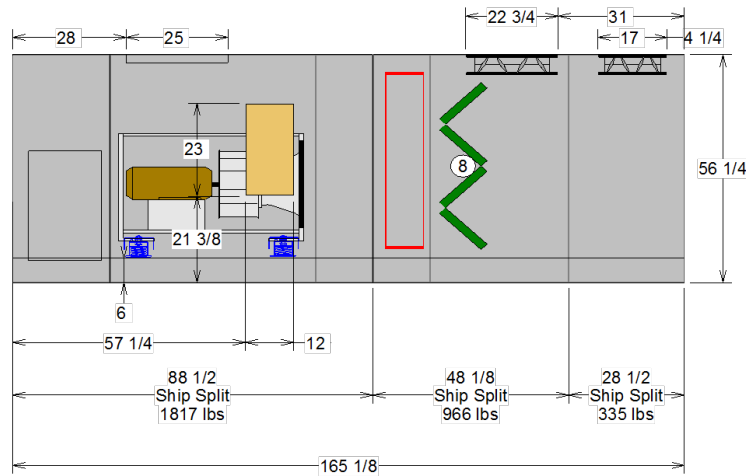 22 3/4
31
28
25
17
4 1/4
23
8
56 1/4
21 3/8
6
57 1/4
12
88 1/2
Ship Split
1817 lbs
48 1/8
Ship Split
966 lbs
28 1/2
Ship Split
335 lbs
165 1/8